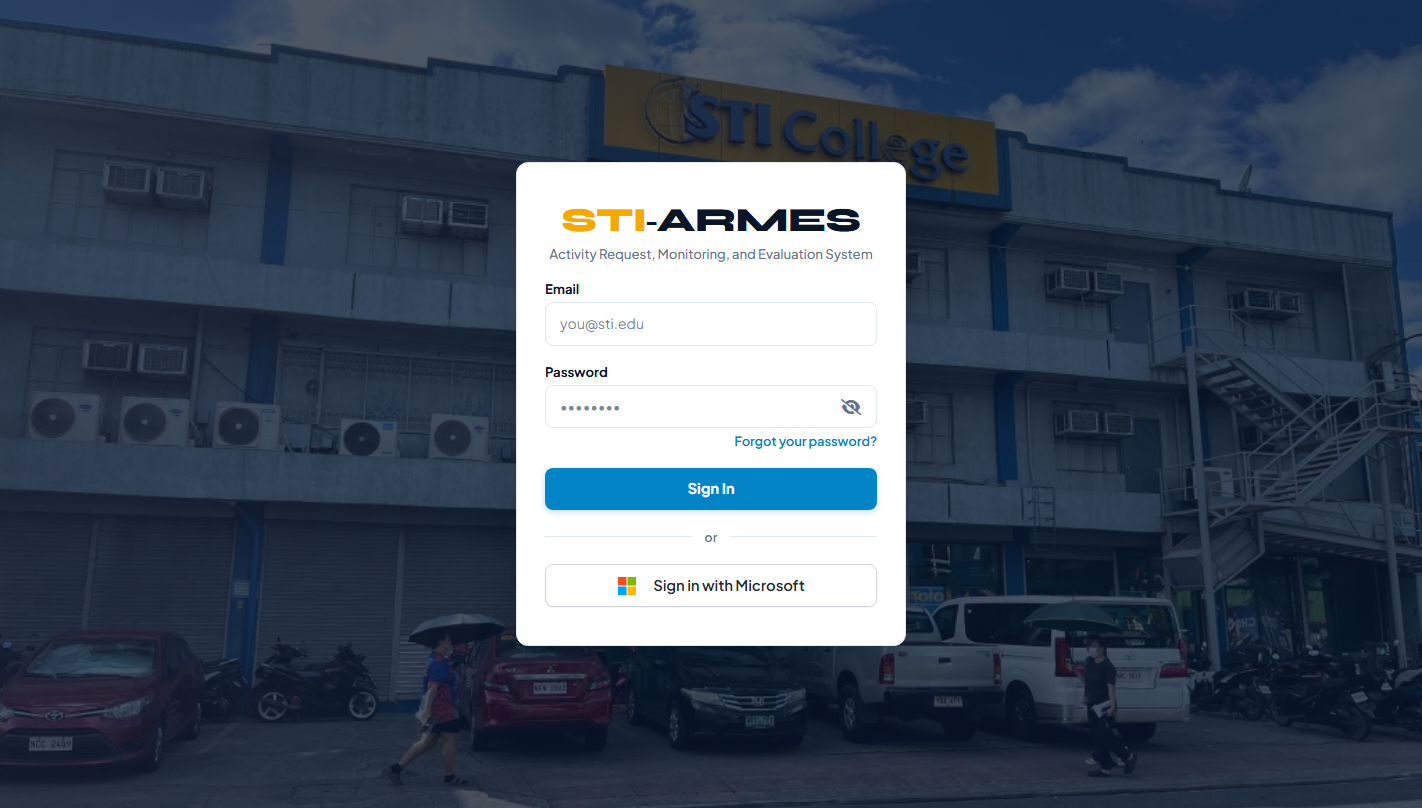 STI College
STI-ARMES
Activity Request, Monitoring, and Evaluation System
Email
you@sti.edu
Password
••••••••
Forgot your password?
Sign In
or
Sign in with Microsoft